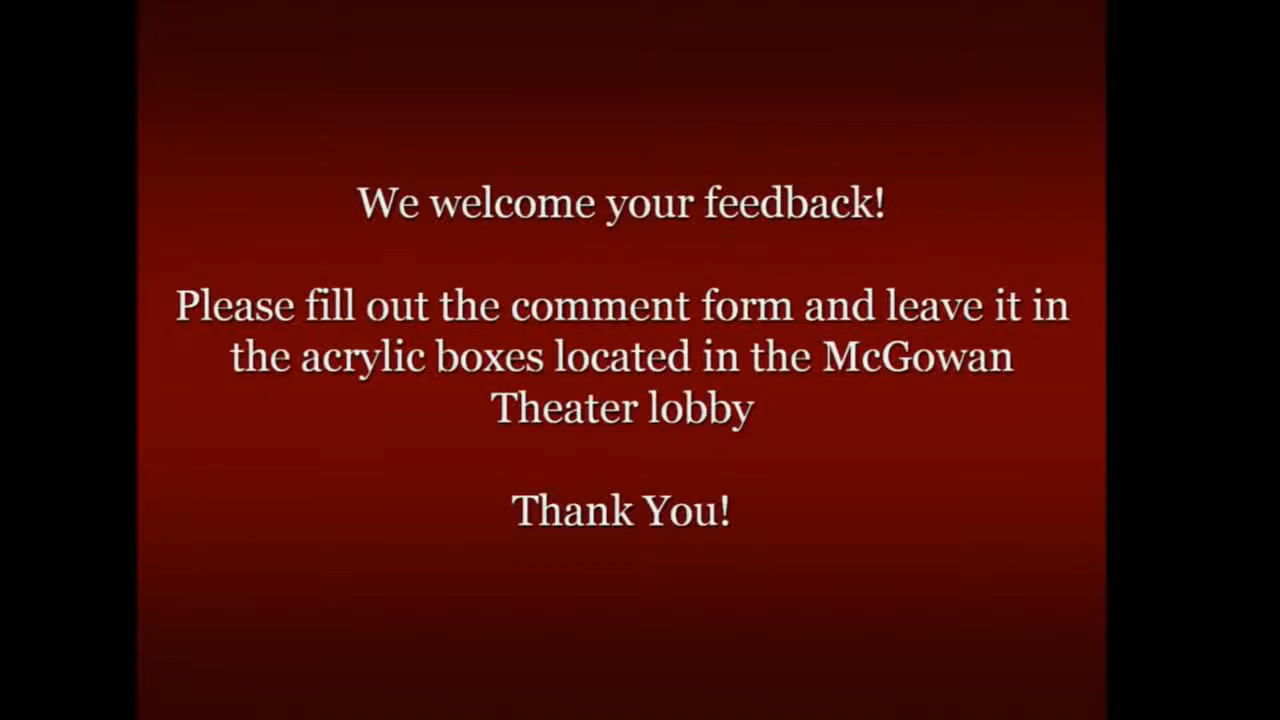 We welcome your feedback!
Please fill out the comment form and leave it in
the acrylic boxes located in the McGowan
Theater lobby
Thank You!